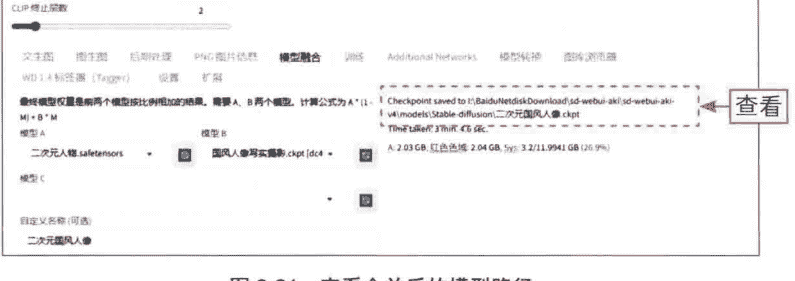 CLIP 终止层数
2
文生图 图生图 后期处理 PNG 图片信息 模型融合 训练 Additional Networks 模型转换 图库浏览器
WD 1.4 标签器 (Tagger) 设置 扩展
最终模型权重是前两个模型按比例相加的结果。需要 A、B 两个模型。计算公式为 A * (1 -
M) + B * M
模型 A
模型 B
二次元人物.safetensors
国风人像写实摄影.ckpt [dc4
模型 C
自定义名称 (可选)
二次元国风人像
Checkpoint saved to I:\BaiduNetdiskDownload\sd-webui-aki\sd-webui-aki-
v4\models\Stable-diffusion\二次元国风人像.ckpt
Time taken: 3 min. 4.6 sec.
A: 2.03 GB, 红色色域: 2.04 GB, Sys: 3.2/11.9941 GB (26.9%)
查看